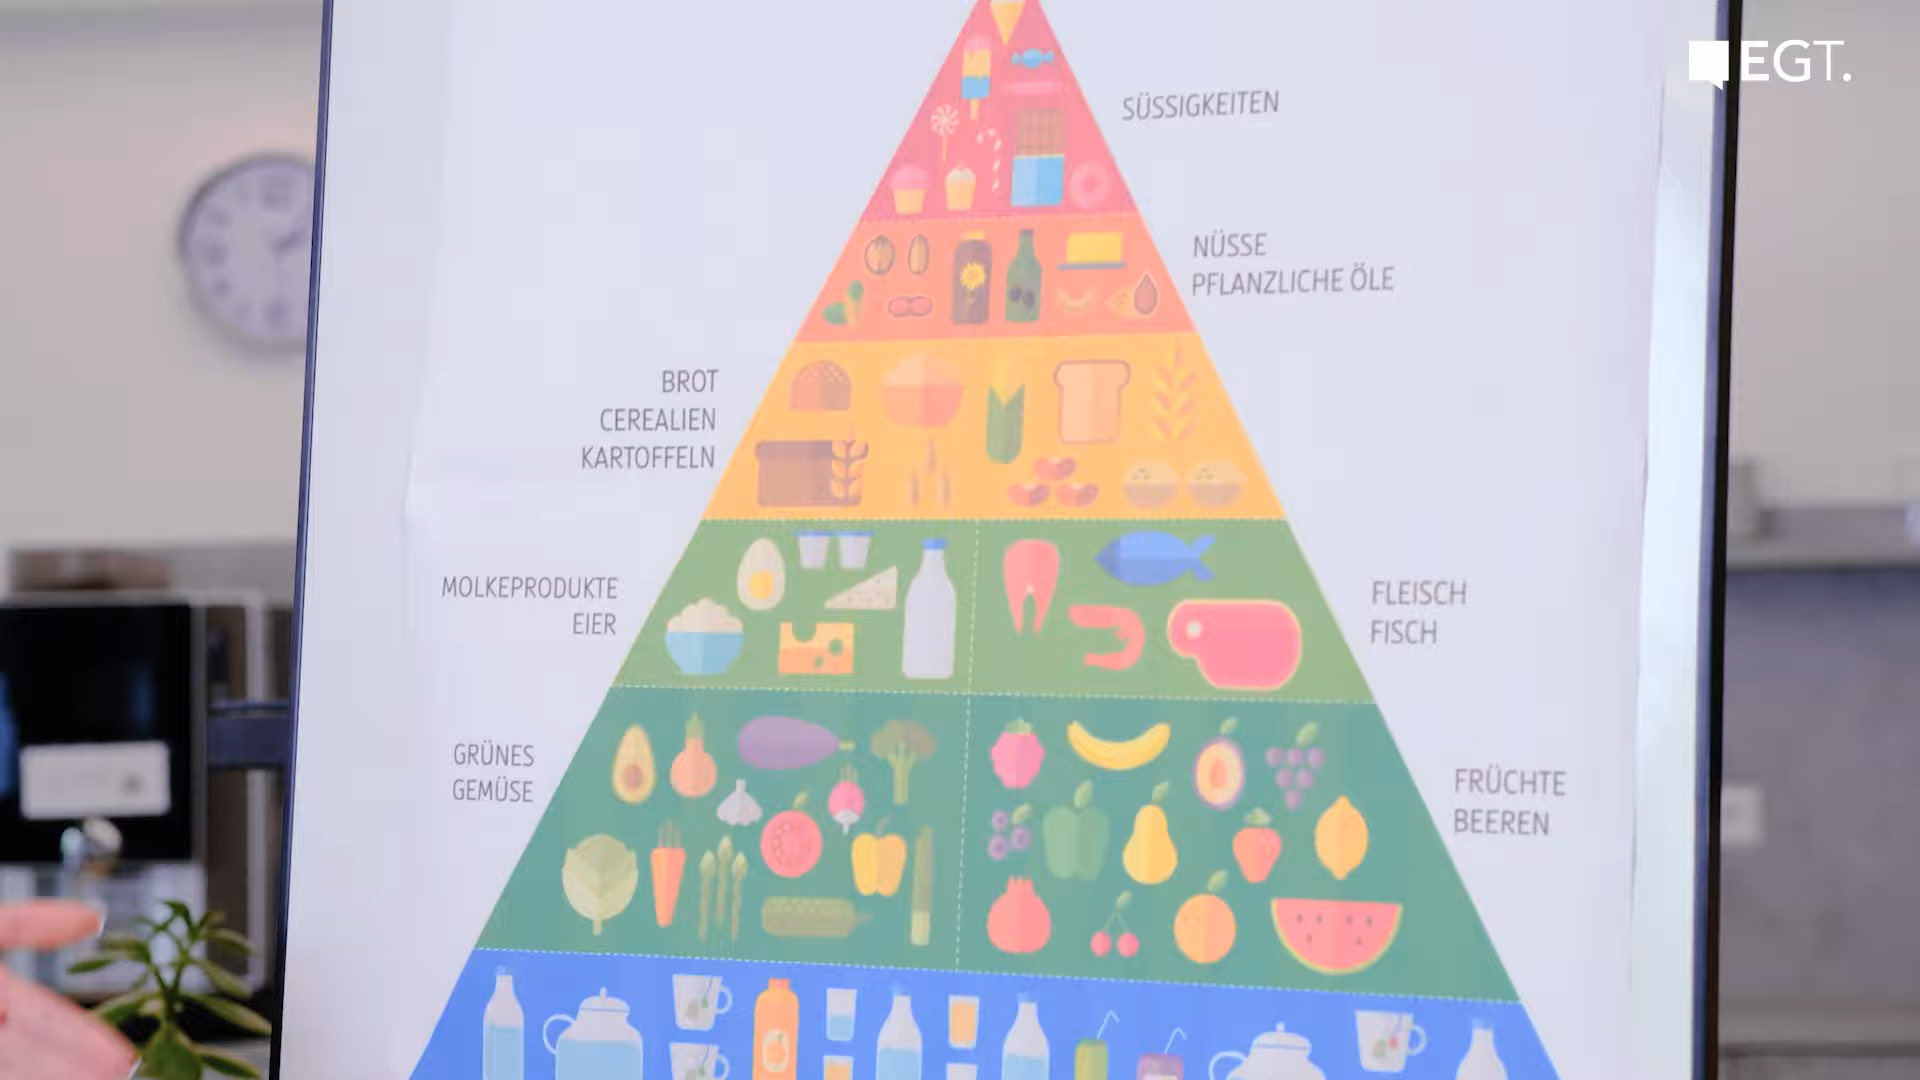 EGT.
SÜSSIGKEITEN
NÜSSE
PFLANZLICHE ÖLE
BROT
CEREALIEN
KARTOFFELN
MOLKEPRODUKTE
EIER
FLEISCH
FISCH
GRÜNES
GEMÜSE
FRÜCHTE
BEEREN